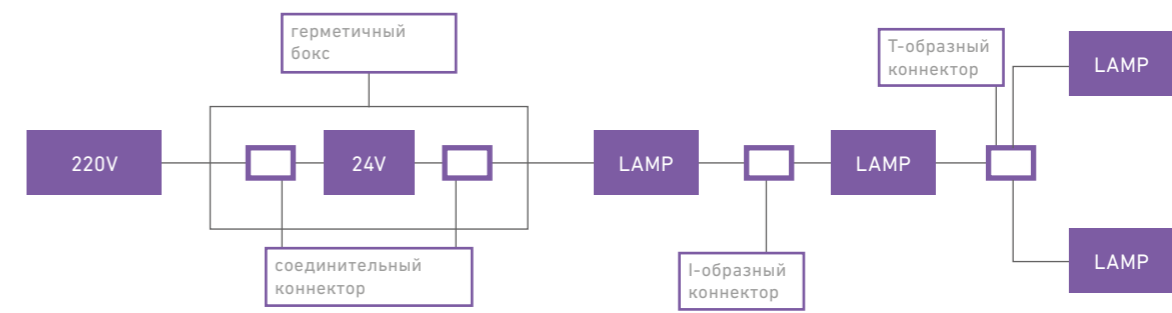 герметичный
бокс
Т-образный
коннектор
LAMP
220V
24V
LAMP
LAMP
соединительный
коннектор
I-образный
коннектор
LAMP